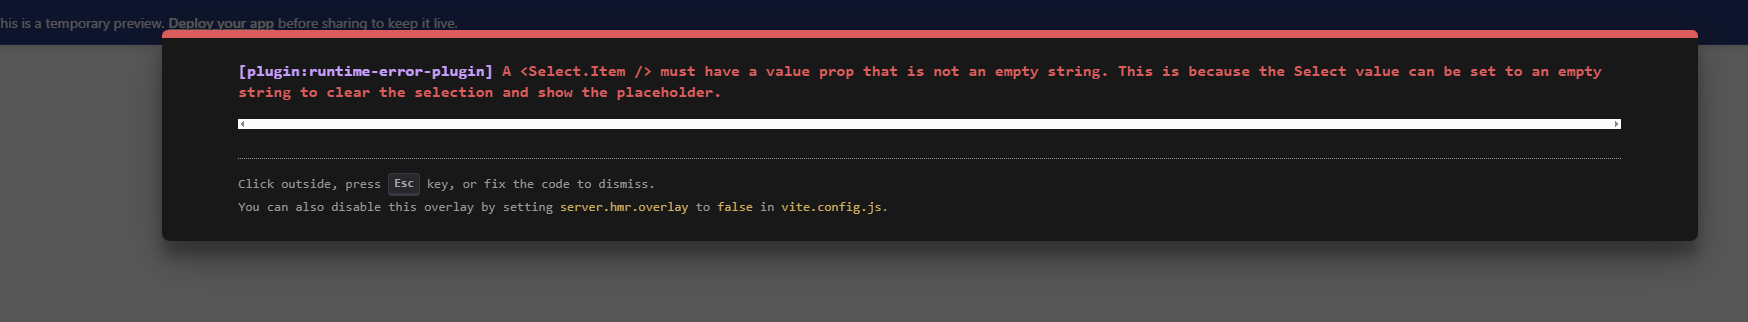 his is a temporary preview. Deploy your app before sharing to keep it live.
[plugin:runtime-error-plugin] A <Select.Item /> must have a value prop that is not an empty string. This is because the Select value can be set to an empty
string to clear the selection and show the placeholder.
Click outside, press Esc key, or fix the code to dismiss.
You can also disable this overlay by setting server.hmr.overlay to false in vite.config.js.